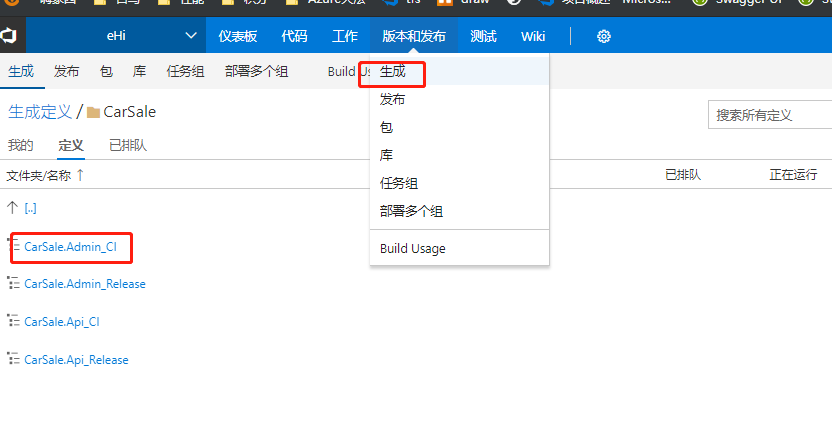 tfs
draw
Swagger UI
eHi 仪表板 代码 工作 版本和发布 测试 Wiki
生成 发布 包 库 任务组 部署多个组 Build Us
生成
发布
包
库
任务组
部署多个组
Build Usage
生成定义 / CarSale
搜索所有定义
我的 定义 已排队
文件夹/名称 ↑ 已排队 正在运行
[..]
CarSale.Admin_CI
CarSale.Admin_Release
CarSale.Api_CI
CarSale.Api_Release